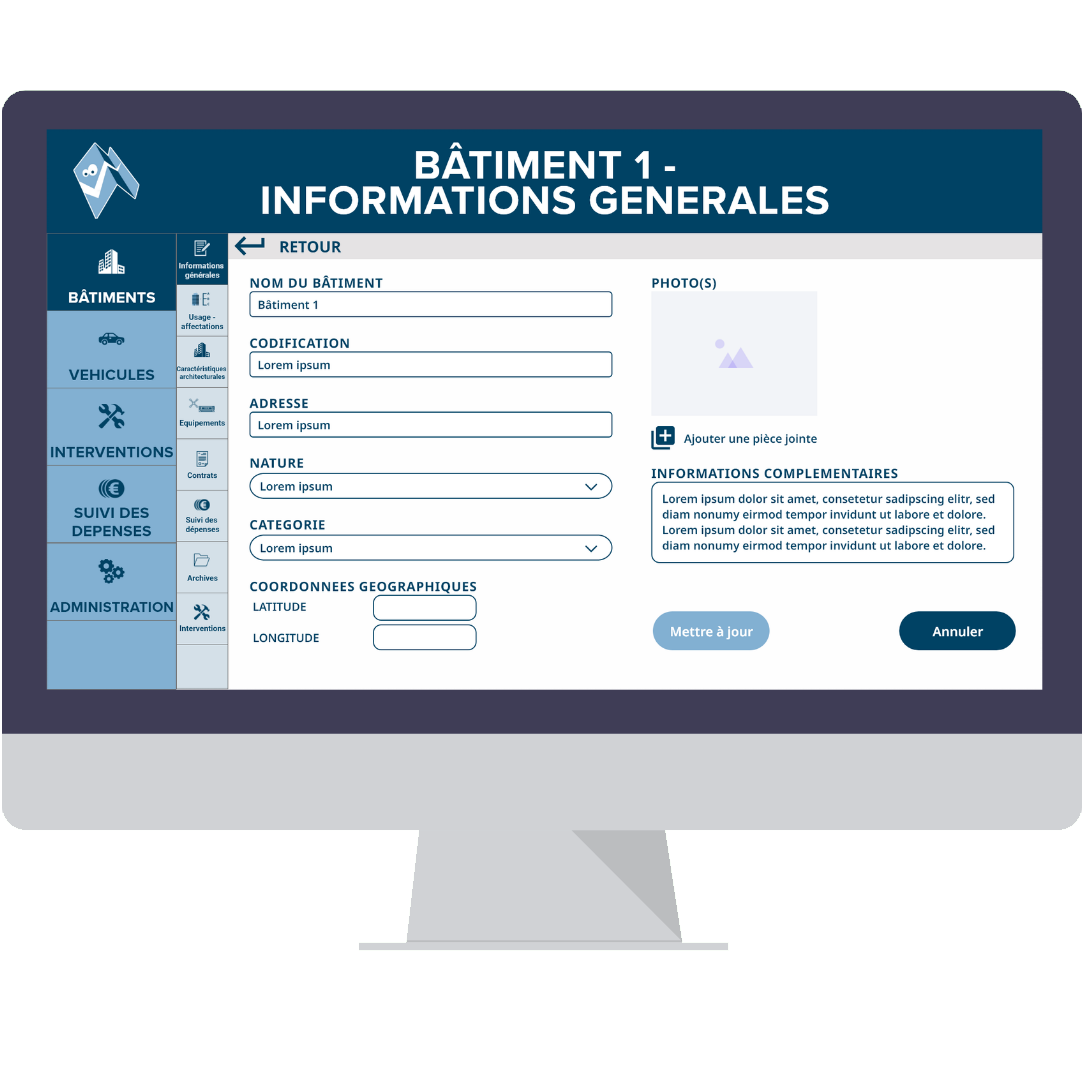 BÂTIMENT 1 -
INFORMATIONS GENERALES
BÂTIMENTS
VEHICULES
INTERVENTIONS
SUIVI DES
DEPENSES
ADMINISTRATION
Informations
générales
Usage -
affectations
Caractéristiques
architecturales
Equipements
Contrats
Suivi des
dépenses
Archives
Interventions
RETOUR
NOM DU BÂTIMENT
Bâtiment 1
CODIFICATION
Lorem ipsum
ADRESSE
Lorem ipsum
NATURE
Lorem ipsum
CATEGORIE
Lorem ipsum
COORDONNEES GEOGRAPHIQUES
LATITUDE
LONGITUDE
PHOTO(S)
Ajouter une pièce jointe
INFORMATIONS COMPLEMENTAIRES
Lorem ipsum dolor sit amet, consetetur sadipscing elitr, sed
diam nonumy eirmod tempor invidunt ut labore et dolore.
Lorem ipsum dolor sit amet, consetetur sadipscing elitr, sed
diam nonumy eirmod tempor invidunt ut labore et dolore.
Mettre à jour
Annuler